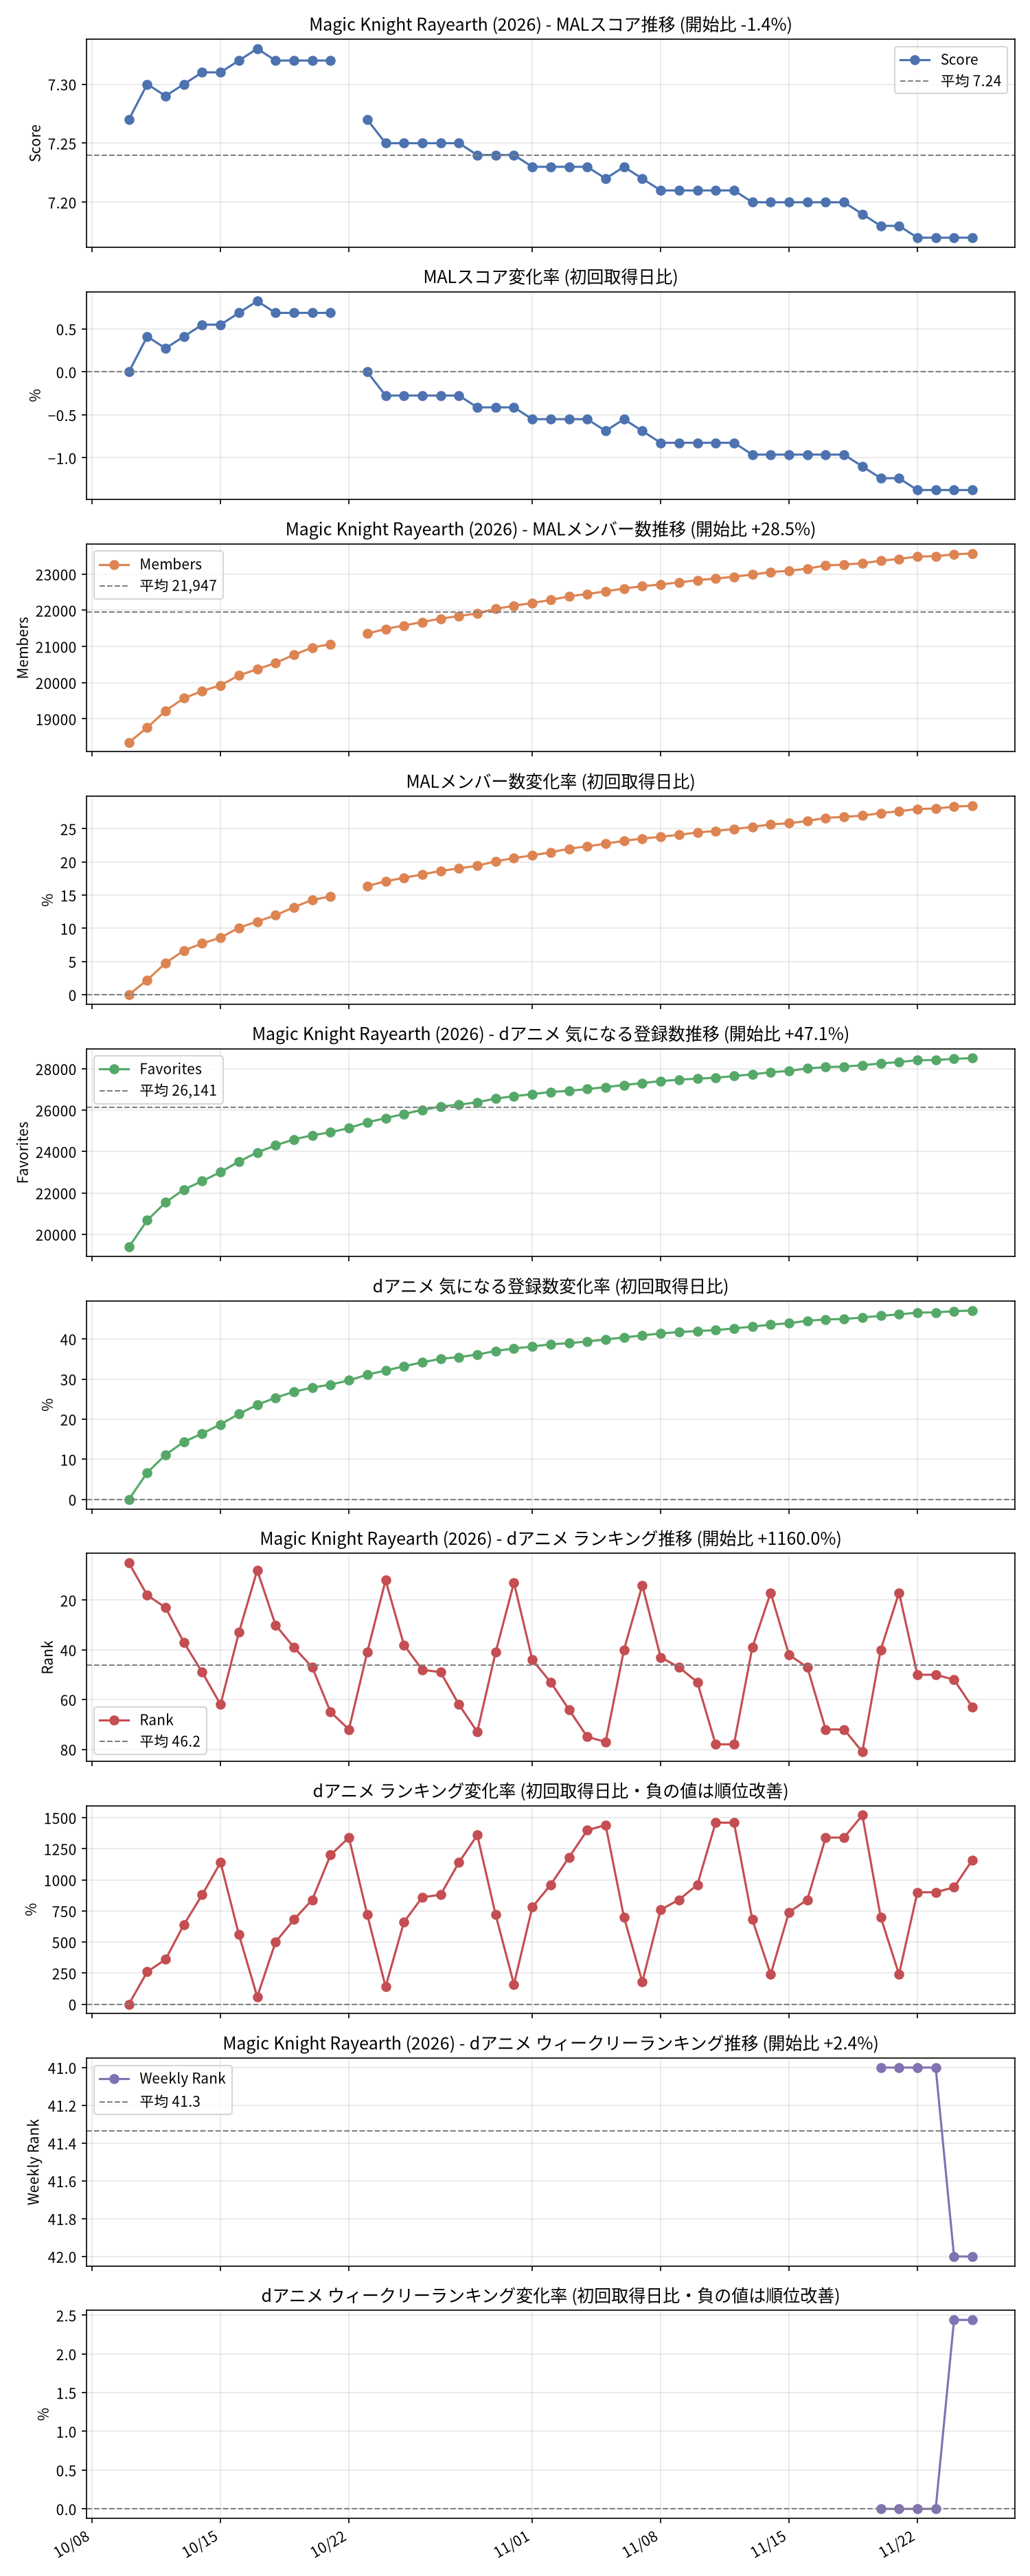 Magic Knight Rayearth (2026) - MALスコア推移 (開始比 -1.4%)
Score
7.30
7.25
7.20
Score
平均 7.24
MALスコア変化率 (初回取得日比)
%
0.5
0.0
−0.5
−1.0
Magic Knight Rayearth (2026) - MALメンバー数推移 (開始比 +28.5%)
Members
23000
22000
21000
20000
19000
Members
平均 21,947
MALメンバー数変化率 (初回取得日比)
%
25
20
15
10
5
0
Magic Knight Rayearth (2026) - dアニメ 気になる登録数推移 (開始比 +47.1%)
Favorites
28000
26000
24000
22000
20000
Favorites
平均 26,141
dアニメ 気になる登録数変化率 (初回取得日比)
%
40
30
20
10
0
Magic Knight Rayearth (2026) - dアニメ ランキング推移 (開始比 +1160.0%)
Rank
20
40
60
80
Rank
平均 46.2
dアニメ ランキング変化率 (初回取得日比・負の値は順位改善)
%
1500
1250
1000
750
500
250
0
Magic Knight Rayearth (2026) - dアニメ ウィークリーランキング推移 (開始比 +2.4%)
Weekly Rank
41.0
41.2
41.4
41.6
41.8
42.0
Weekly Rank
平均 41.3
dアニメ ウィークリーランキング変化率 (初回取得日比・負の値は順位改善)
%
2.5
2.0
1.5
1.0
0.5
0.0
10/08
10/15
10/22
11/01
11/08
11/15
11/22